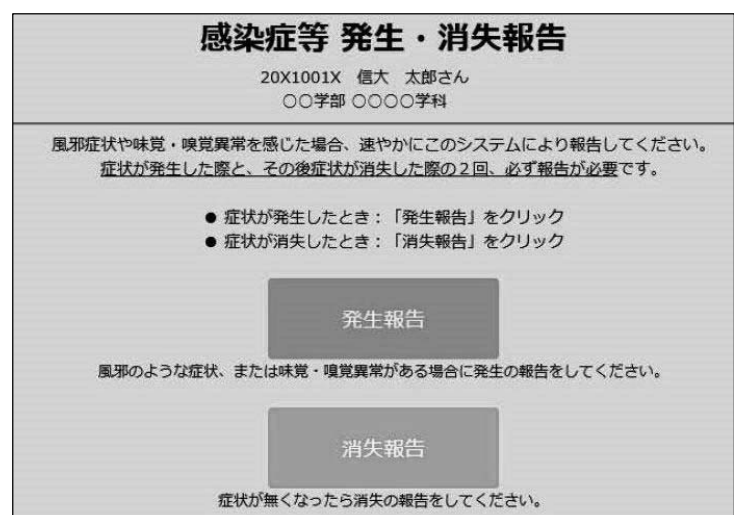 感染症等 発生・消失報告
20X1001X 信大 太郎さん
○○学部 ○○○○学科
風邪症状や味覚・嗅覚異常を感じた場合、速やかにこのシステムにより報告してください。
症状が発生した際と、その後症状が消失した際の2回、必ず報告が必要です。
● 症状が発生したとき：「発生報告」をクリック
● 症状が消失したとき：「消失報告」をクリック
発生報告
風邪のような症状、または味覚・嗅覚異常がある場合に発生の報告をしてください。
消失報告
症状が無くなったら消失の報告をしてください。